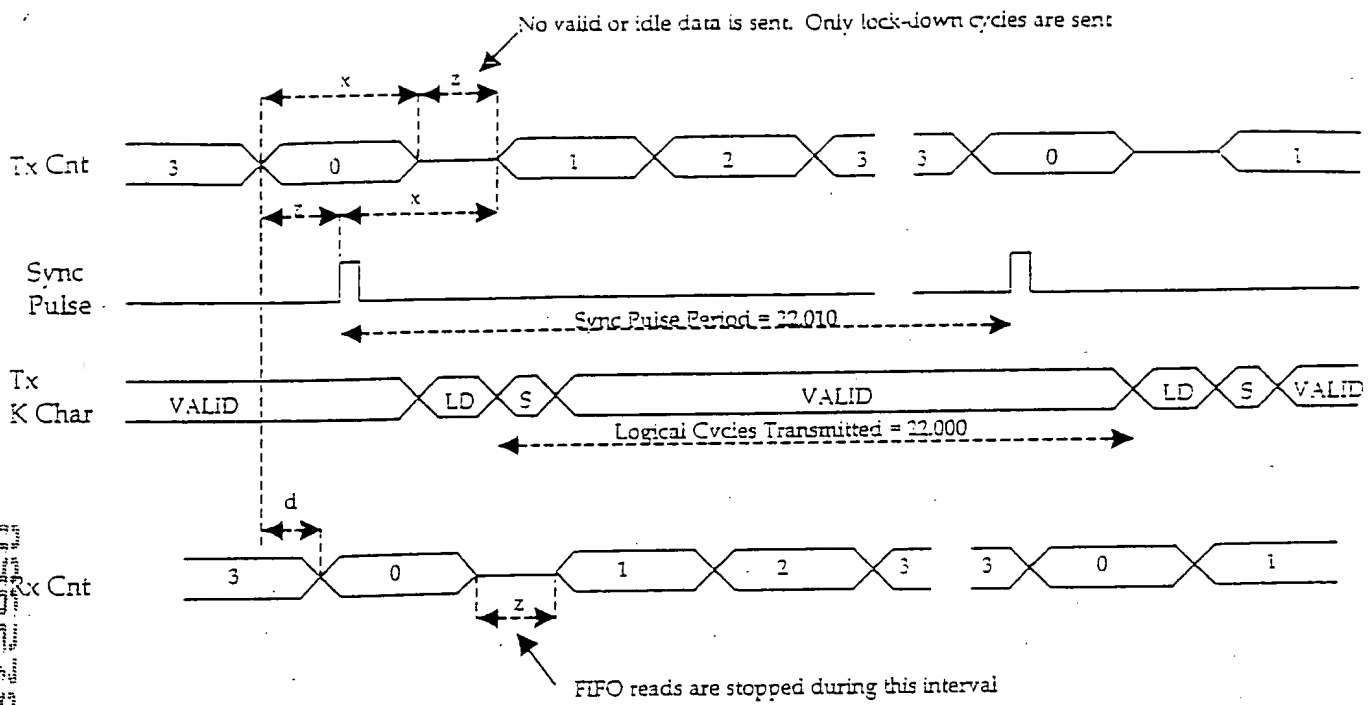 No valid or idle data is sent. Only lock-down cycles are sent
x z
Tx Cnt 3 0 1 2 3 3 0 1
z x
Sync
Pulse
Sync Pulse Period = 22.010
Tx
K Char
VALID LD S VALID LD S VALID
Logical Cycles Transmitted = 22.000
d
Rx Cnt 3 0 1 2 3 3 0 1
z
FIFO reads are stopped during this interval